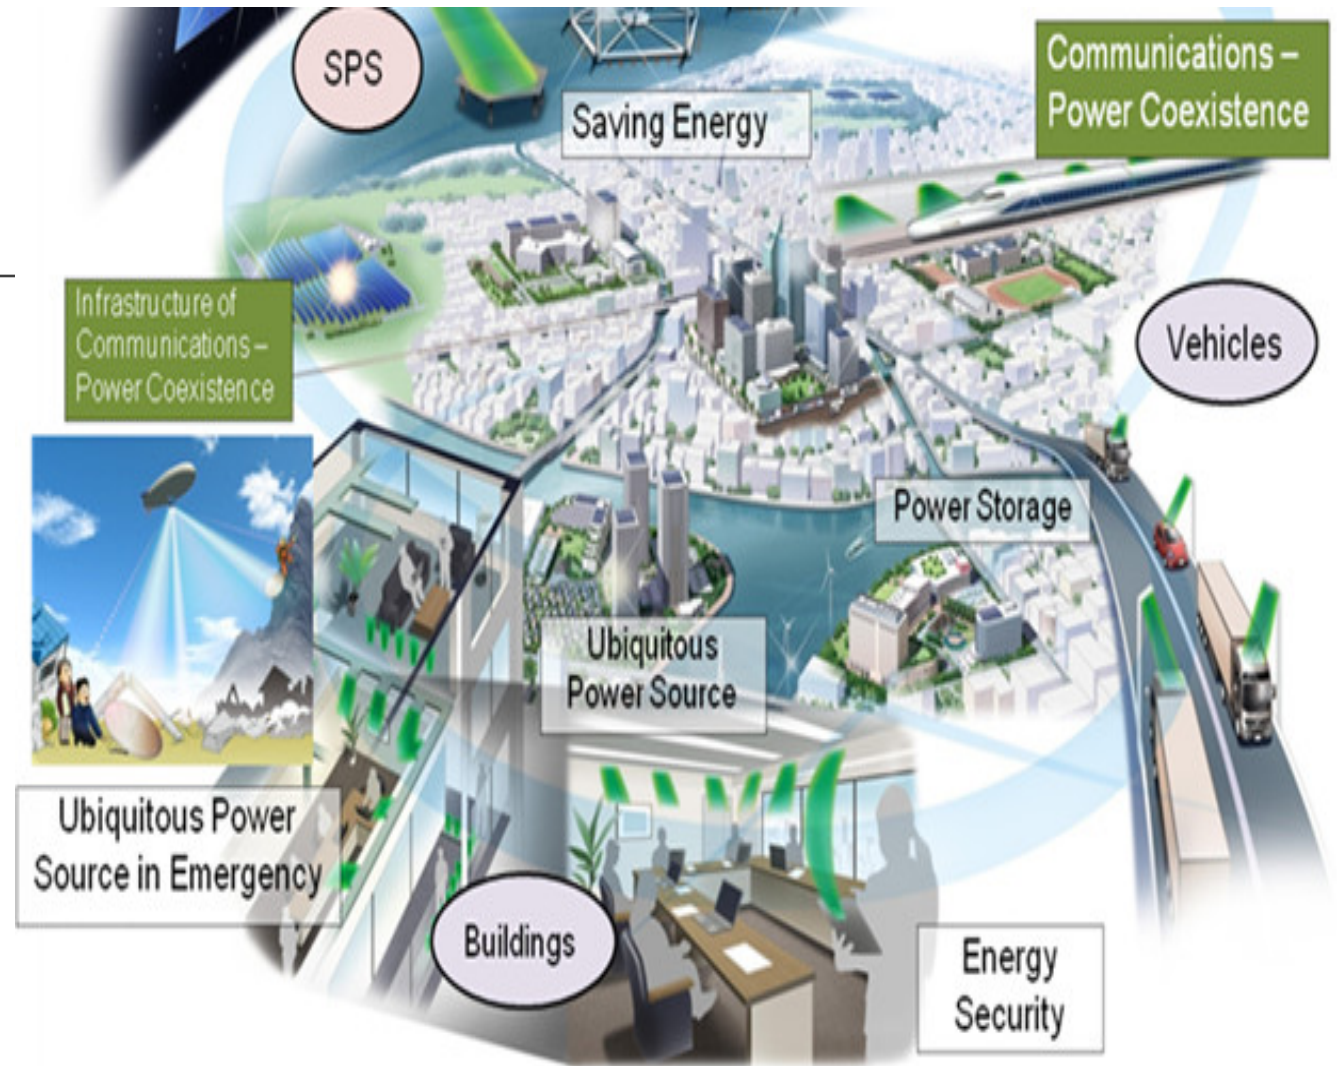 SPS
Saving Energy
Communications –
Power Coexistence
Infrastructure of
Communications –
Power Coexistence
Vehicles
Power Storage
Ubiquitous
Power Source
Ubiquitous Power
Source in Emergency
Buildings
Energy
Security